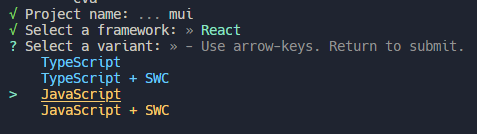 √ Project name: ... mui
√ Select a framework: » React
? Select a variant: » - Use arrow-keys. Return to submit.
TypeScript
TypeScript + SWC
> JavaScript
JavaScript + SWC